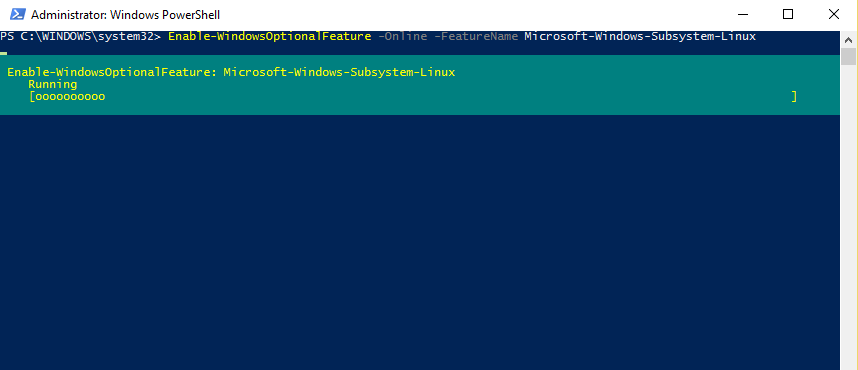 Administrator: Windows PowerShell
PS C:\WINDOWS\system32> Enable-WindowsOptionalFeature -Online -FeatureName Microsoft-Windows-Subsystem-Linux
Enable-WindowsOptionalFeature: Microsoft-Windows-Subsystem-Linux
Running
[oooooooooo ]